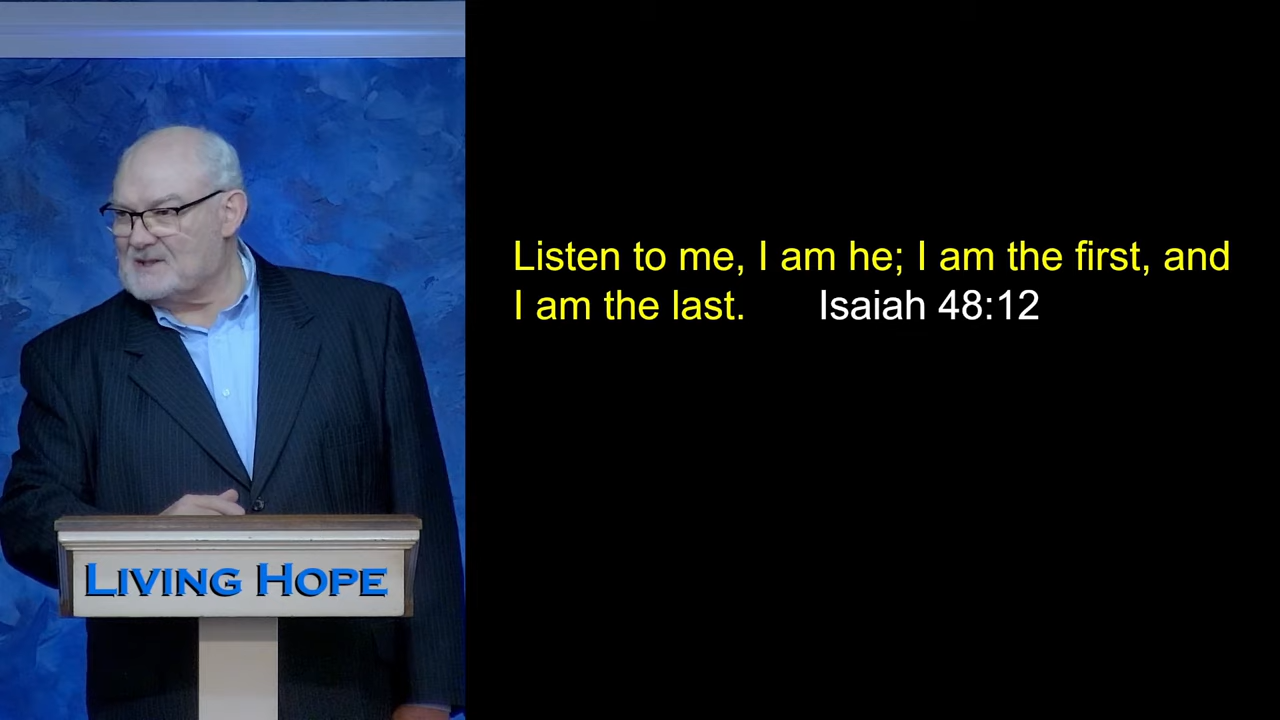 Listen to me, I am he; I am the first, and
I am the last. Isaiah 48:12
LIVING HOPE